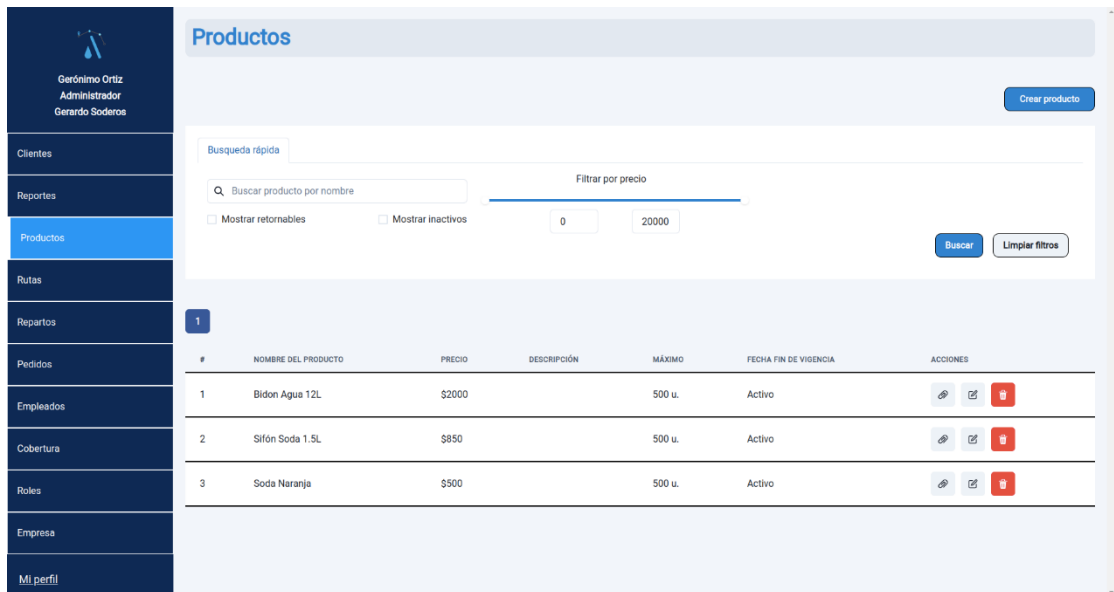 Gerónimo Ortiz
Administrador
Gerardo Soderos
Clientes
Reportes
Productos
Rutas
Repartos
Pedidos
Empleados
Cobertura
Roles
Empresa
Mi perfil
Productos
Crear producto
Busqueda rápida
Buscar producto por nombre
Filtrar por precio
Mostrar retornables Mostrar inactivos 0 20000
Buscar Limpiar filtros
1
# NOMBRE DEL PRODUCTO PRECIO DESCRIPCIÓN MÁXIMO FECHA FIN DE VIGENCIA ACCIONES
1 Bidon Agua 12L $2000 500 u. Activo
2 Sifón Soda 1.5L $850 500 u. Activo
3 Soda Naranja $500 500 u. Activo